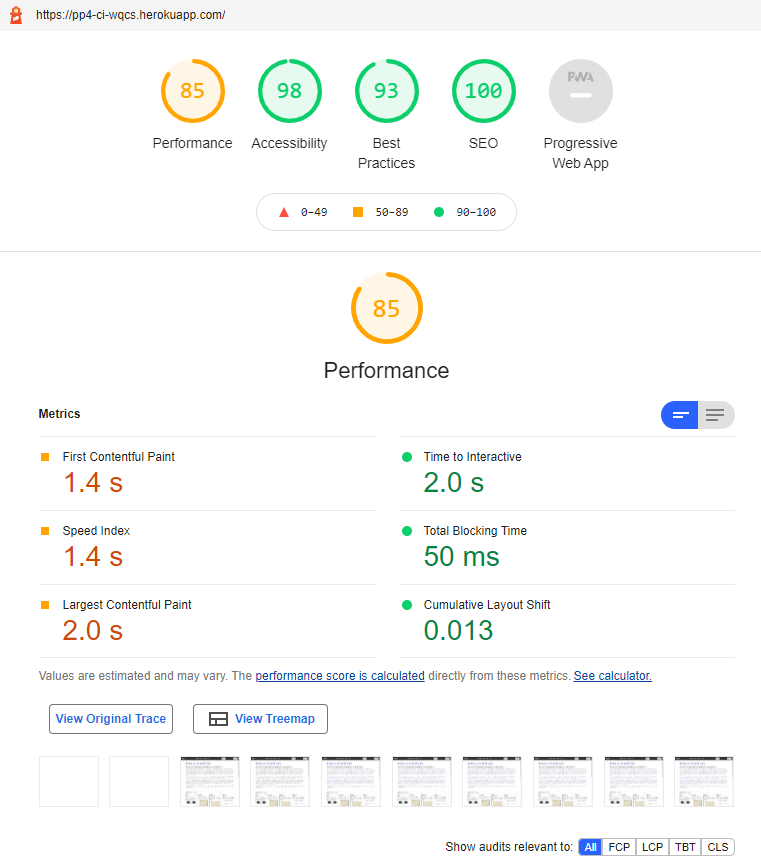 https://pp4-ci-wqcs.herokuapp.com/
85 98 93 100 PWA
Performance Accessibility Best Practices SEO Progressive Web App
0–49 50–89 90–100
85
Performance
Metrics
First Contentful Paint
1.4 s
Time to Interactive
2.0 s
Speed Index
1.4 s
Total Blocking Time
50 ms
Largest Contentful Paint
2.0 s
Cumulative Layout Shift
0.013
Values are estimated and may vary. The performance score is calculated directly from these metrics. See calculator.
View Original Trace View Treemap
Show audits relevant to: All FCP LCP TBT CLS